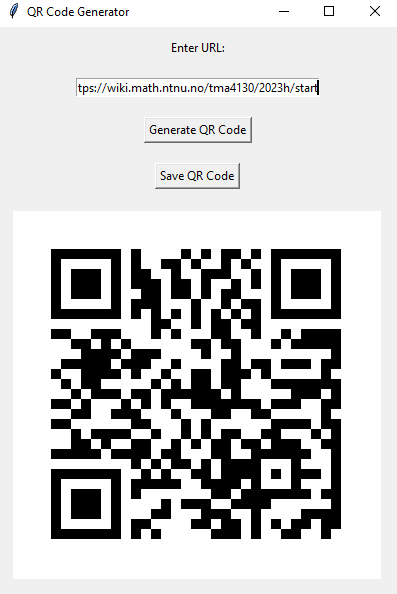 QR Code Generator
Enter URL:
tps://wiki.math.ntnu.no/tma4130/2023h/start
Generate QR Code
Save QR Code